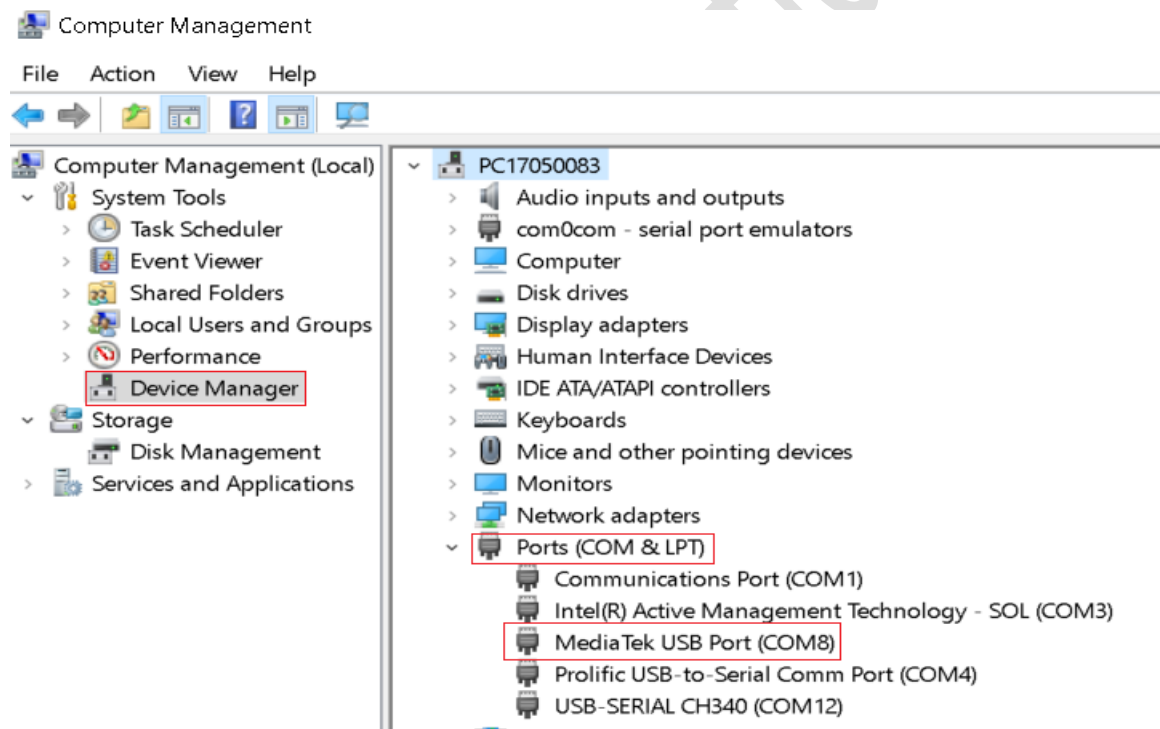 Computer Management
File Action View Help
Computer Management (Local)
System Tools
Task Scheduler
Event Viewer
Shared Folders
Local Users and Groups
Performance
Device Manager
Storage
Disk Management
Services and Applications
PC17050083
Audio inputs and outputs
com0com - serial port emulators
Computer
Disk drives
Display adapters
Human Interface Devices
IDE ATA/ATAPI controllers
Keyboards
Mice and other pointing devices
Monitors
Network adapters
Ports (COM & LPT)
Communications Port (COM1)
Intel(R) Active Management Technology - SOL (COM3)
MediaTek USB Port (COM8)
Prolific USB-to-Serial Comm Port (COM4)
USB-SERIAL CH340 (COM12)